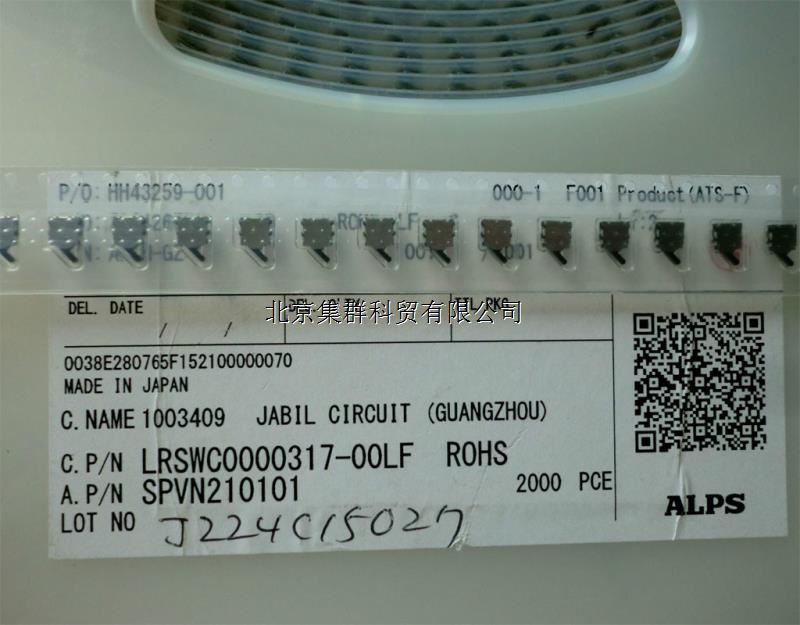 P/O: HH43259-001 000-1 F001 Product(ATS-F)
DEL. DATE
/ /
北京集群科贸有限公司
0038E280765F152100000070
MADE IN JAPAN
C.NAME 1003409 JABIL CIRCUIT (GUANGZHOU)
C.P/N LRSWC0000317-00LF ROHS
A.P/N SPVN210101 2000 PCE
LOT NO J224C15027
ALPS